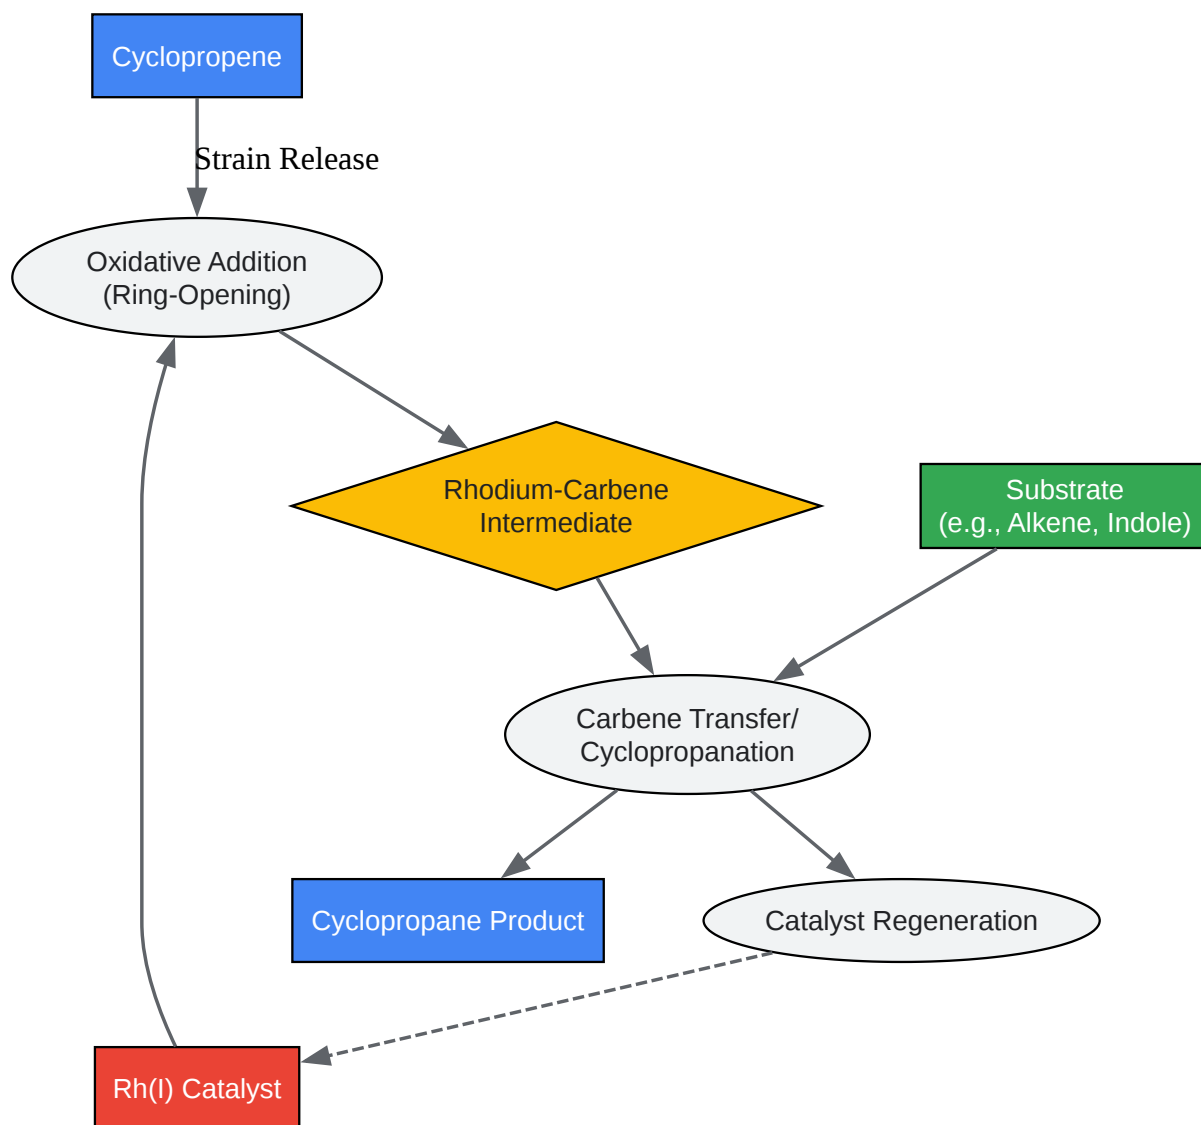 Cyclopropene
Strain Release
Oxidative Addition
(Ring-Opening)
Rhodium-Carbene
Intermediate
Substrate
(e.g., Alkene, Indole)
Carbene Transfer/
Cyclopropanation
Cyclopropane Product
Catalyst Regeneration
Rh(I) Catalyst